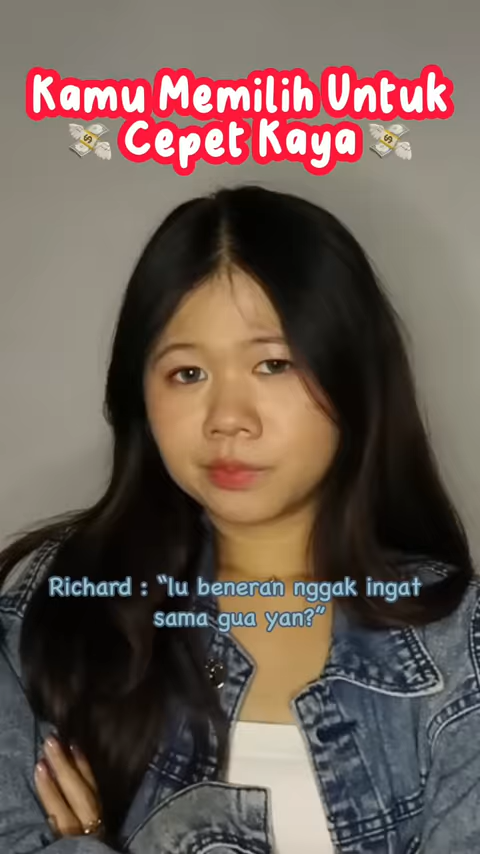 Kamu Memilih Untuk
💸 Cepet Kaya 💸
Richard : "lu beneran nggak ingat
sama gua yan?"